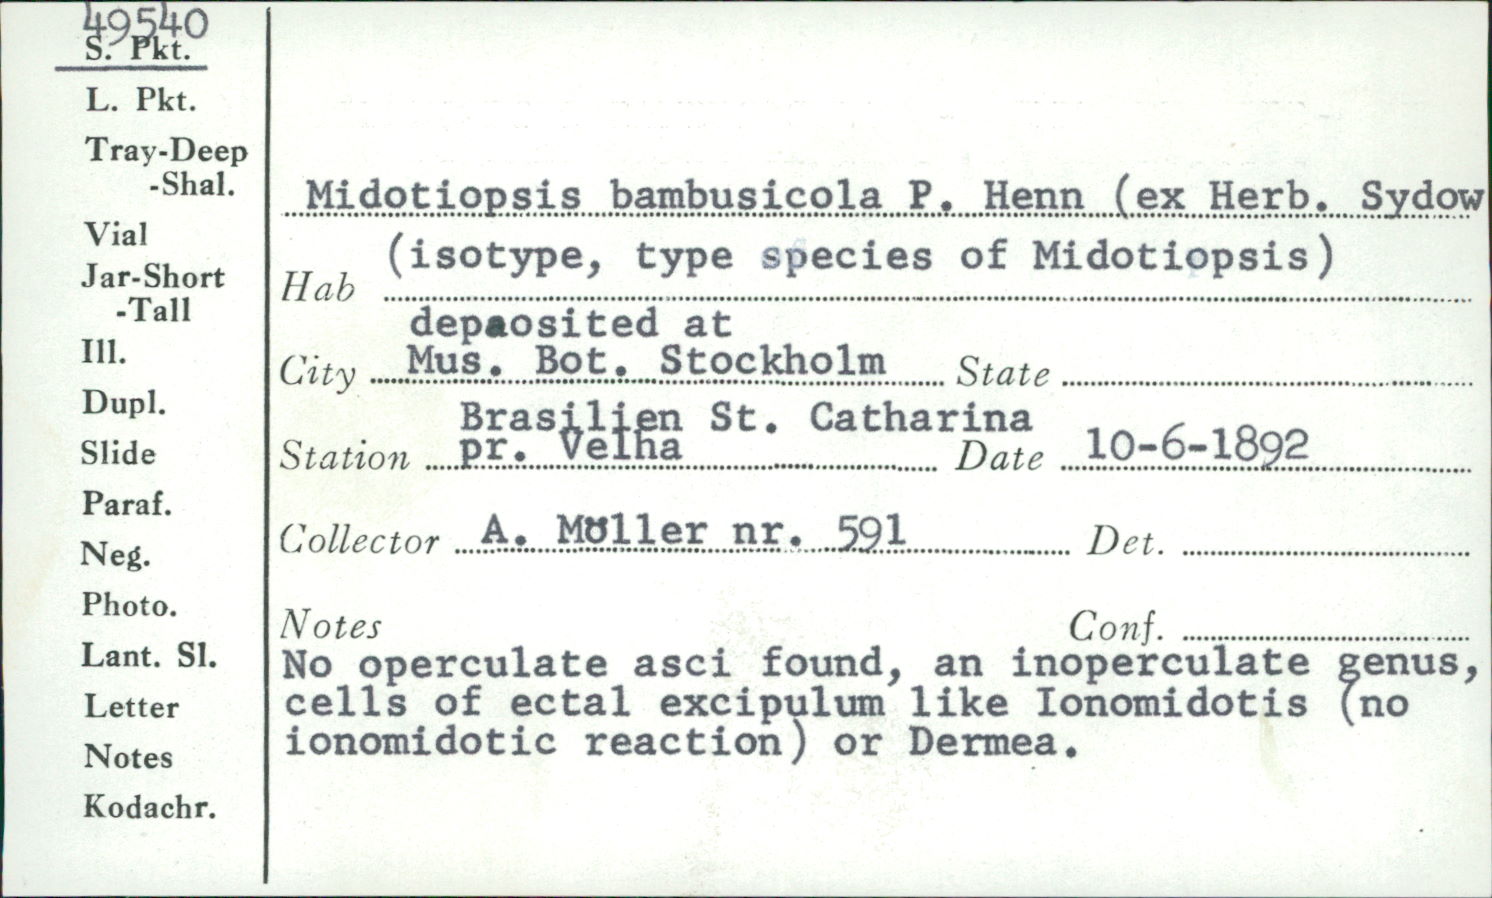 49540
S. Pkt.
L. Pkt.
Tray-Deep
-Shal.
Vial
Jar-Short
-Tall
Ill.
Dupl.
Slide
Paraf.
Neg.
Photo.
Lant. Sl.
Letter
Notes
Kodachr.
Midotiopsis bambusicola P. Henn (ex Herb. Sydow
(isotype, type species of Midotiopsis)
Hab
depaosited at
City Mus. Bot. Stockholm State
Brasilien St. Catharina
Station pr. Velha Date 10-6-1892
Collector A. Möller nr. 591 Det.
Notes Conf.
No operculate asci found, an inoperculate genus,
cells of ectal excipulum like Ionomidotis (no
ionomidotic reaction) or Dermea.